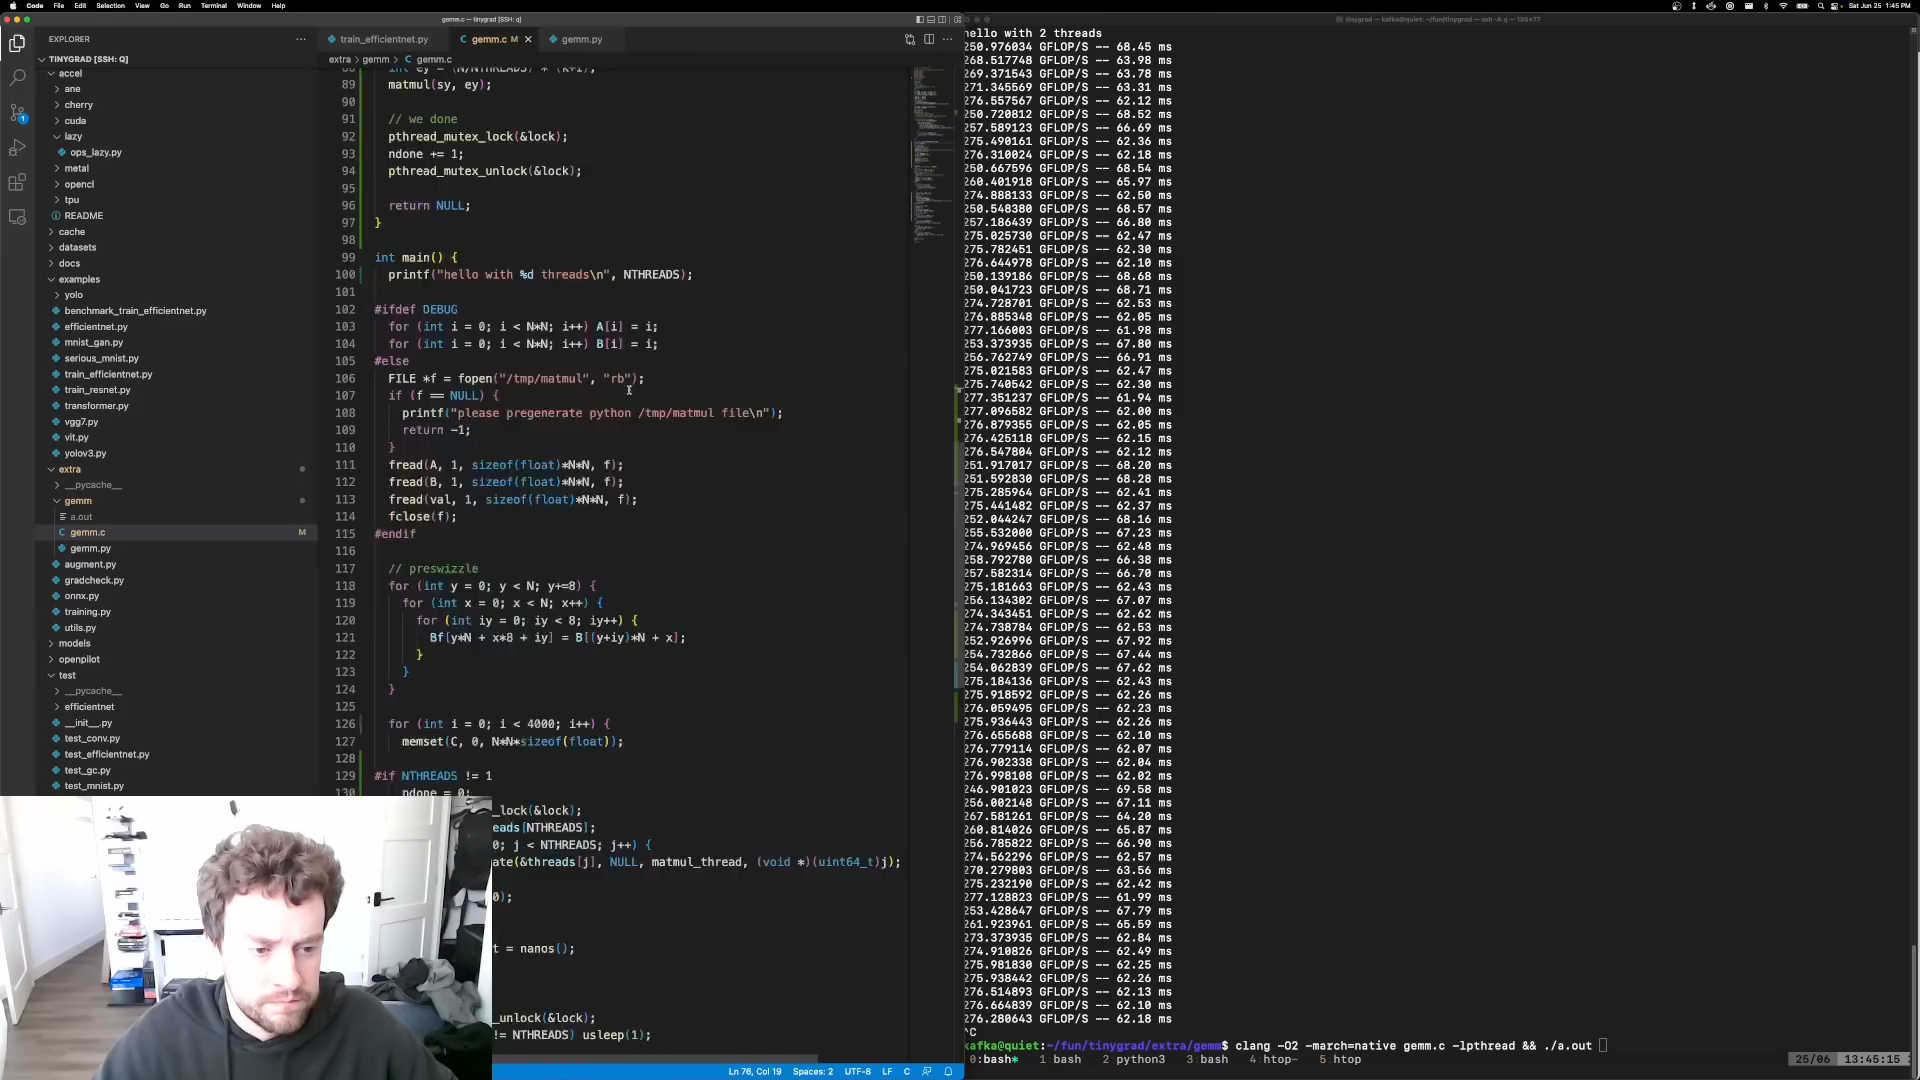 Code File Edit Selection View Go Run Terminal Window Help
Sat Jun 25 1:45 PM
gemm.c — tinygrad [SSH: q]
tinygrad — kafka@quiet: ~/fun/tinygrad — ssh -A q — 138×77
EXPLORER
TINYGRAD [SSH: Q]
accel
ane
cherry
cuda
lazy
ops_lazy.py
metal
opencl
tpu
README
cache
datasets
docs
examples
yolo
benchmark_train_efficientnet.py
efficientnet.py
mnist_gan.py
serious_mnist.py
train_efficientnet.py
train_resnet.py
transformer.py
vgg7.py
vit.py
yolov3.py
extra
__pycache__
gemm
a.out
gemm.c M
gemm.py
augment.py
gradcheck.py
onnx.py
training.py
utils.py
models
openpilot
test
__pycache__
efficientnet
__init__.py
test_conv.py
test_efficientnet.py
test_gc.py
test_mnist.py
train_efficientnet.py gemm.c M gemm.py
extra > gemm > gemm.c
88 int ey = (N/NTHREADS) * (k+1);
89 matmul(sy, ey);
90
91 // we done
92 pthread_mutex_lock(&lock);
93 ndone += 1;
94 pthread_mutex_unlock(&lock);
95
96 return NULL;
97 }
98
99 int main() {
100 printf("hello with %d threads\n", NTHREADS);
101
102 #ifdef DEBUG
103 for (int i = 0; i < N*N; i++) A[i] = i;
104 for (int i = 0; i < N*N; i++) B[i] = i;
105 #else
106 FILE *f = fopen("/tmp/matmul", "rb");
107 if (f == NULL) {
108 printf("please pregenerate python /tmp/matmul file\n");
109 return -1;
110 }
111 fread(A, 1, sizeof(float)*N*N, f);
112 fread(B, 1, sizeof(float)*N*N, f);
113 fread(val, 1, sizeof(float)*N*N, f);
114 fclose(f);
115 #endif
116
117 // preswizzle
118 for (int y = 0; y < N; y+=8) {
119 for (int x = 0; x < N; x++) {
120 for (int iy = 0; iy < 8; iy++) {
121 Bf[y*N + x*8 + iy] = B[(y+iy)*N + x];
122 }
123 }
124 }
125
126 for (int i = 0; i < 4000; i++) {
127 memset(C, 0, N*N*sizeof(float));
128
129 #if NTHREADS != 1
130 ndone = 0;
_lock(&lock);
eads[NTHREADS];
0; j < NTHREADS; j++) {
ate(&threads[j], NULL, matmul_thread, (void *)(uint64_t)j);
0);
t = nanos();
_unlock(&lock);
!= NTHREADS) usleep(1);
Ln 76, Col 19 Spaces: 2 UTF-8 LF C
hello with 2 threads
250.976034 GFLOP/S -- 68.45 ms
268.517748 GFLOP/S -- 63.98 ms
269.371543 GFLOP/S -- 63.78 ms
271.345569 GFLOP/S -- 63.31 ms
276.557567 GFLOP/S -- 62.12 ms
250.720812 GFLOP/S -- 68.52 ms
257.589123 GFLOP/S -- 66.69 ms
275.490161 GFLOP/S -- 62.36 ms
276.310024 GFLOP/S -- 62.18 ms
250.667596 GFLOP/S -- 68.54 ms
260.401918 GFLOP/S -- 65.97 ms
274.888133 GFLOP/S -- 62.50 ms
250.548380 GFLOP/S -- 68.57 ms
257.186439 GFLOP/S -- 66.80 ms
275.025730 GFLOP/S -- 62.47 ms
275.782451 GFLOP/S -- 62.30 ms
276.644978 GFLOP/S -- 62.10 ms
250.139186 GFLOP/S -- 68.68 ms
250.041723 GFLOP/S -- 68.71 ms
274.728701 GFLOP/S -- 62.53 ms
276.885348 GFLOP/S -- 62.05 ms
277.166003 GFLOP/S -- 61.98 ms
253.373935 GFLOP/S -- 67.80 ms
256.762749 GFLOP/S -- 66.91 ms
275.021583 GFLOP/S -- 62.47 ms
275.740542 GFLOP/S -- 62.30 ms
277.351237 GFLOP/S -- 61.94 ms
277.096582 GFLOP/S -- 62.00 ms
276.879355 GFLOP/S -- 62.05 ms
276.425118 GFLOP/S -- 62.15 ms
276.547804 GFLOP/S -- 62.12 ms
251.917017 GFLOP/S -- 68.20 ms
251.592830 GFLOP/S -- 68.28 ms
275.285964 GFLOP/S -- 62.41 ms
275.441482 GFLOP/S -- 62.37 ms
252.044247 GFLOP/S -- 68.16 ms
255.532000 GFLOP/S -- 67.23 ms
274.969456 GFLOP/S -- 62.48 ms
258.792780 GFLOP/S -- 66.38 ms
257.582314 GFLOP/S -- 66.70 ms
275.181663 GFLOP/S -- 62.43 ms
256.134302 GFLOP/S -- 67.07 ms
274.343451 GFLOP/S -- 62.62 ms
274.738784 GFLOP/S -- 62.53 ms
252.926996 GFLOP/S -- 67.92 ms
254.732866 GFLOP/S -- 67.44 ms
254.062839 GFLOP/S -- 67.62 ms
275.184136 GFLOP/S -- 62.43 ms
275.918592 GFLOP/S -- 62.26 ms
276.059495 GFLOP/S -- 62.23 ms
275.936443 GFLOP/S -- 62.26 ms
276.655688 GFLOP/S -- 62.10 ms
276.779114 GFLOP/S -- 62.07 ms
276.902338 GFLOP/S -- 62.04 ms
276.998108 GFLOP/S -- 62.02 ms
246.901023 GFLOP/S -- 69.58 ms
256.002148 GFLOP/S -- 67.11 ms
267.581261 GFLOP/S -- 64.20 ms
260.814026 GFLOP/S -- 65.87 ms
256.785822 GFLOP/S -- 66.90 ms
274.562296 GFLOP/S -- 62.57 ms
270.279803 GFLOP/S -- 63.56 ms
275.232190 GFLOP/S -- 62.42 ms
277.128823 GFLOP/S -- 61.99 ms
253.428647 GFLOP/S -- 67.79 ms
261.923961 GFLOP/S -- 65.59 ms
273.373935 GFLOP/S -- 62.84 ms
274.910826 GFLOP/S -- 62.49 ms
275.981830 GFLOP/S -- 62.25 ms
275.938442 GFLOP/S -- 62.26 ms
276.514893 GFLOP/S -- 62.13 ms
276.664839 GFLOP/S -- 62.10 ms
276.280643 GFLOP/S -- 62.18 ms
^C
kafka@quiet:~/fun/tinygrad/extra/gemm$ clang -O2 -march=native gemm.c -lpthread && ./a.out
0:bash* 1 bash 2 python3 3 bash 4 htop- 5 htop 25/06 13:45:15